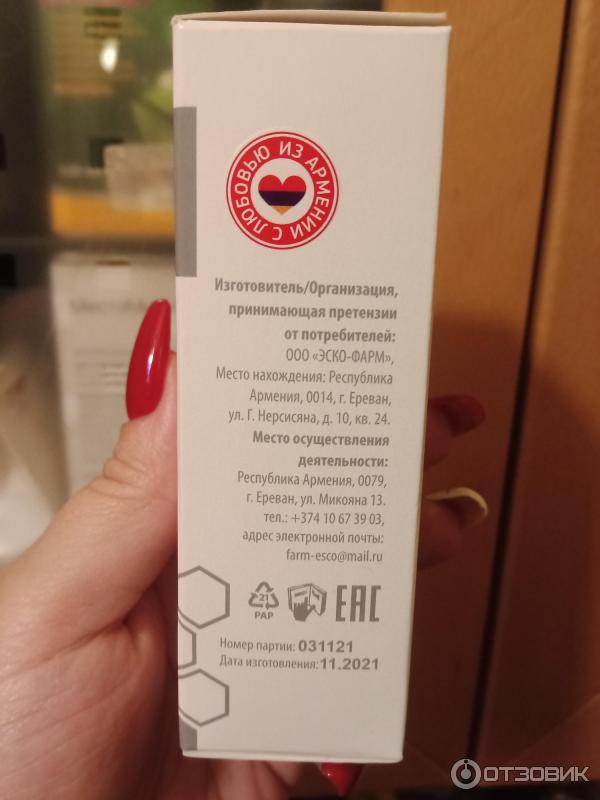 С ЛЮБОВЬЮ ИЗ АРМЕНИИ
Изготовитель/Организация,
принимающая претензии
от потребителей:
ООО «ЭСКО-ФАРМ»,
Место нахождения: Республика
Армения, 0014, г. Ереван,
ул. Г. Нерсисяна, д. 10, кв. 24.
Место осуществления
деятельности:
Республика Армения, 0079,
г. Ереван, ул. Микояна 13.
тел.: +374 10 67 39 03,
адрес электронной почты:
farm-esco@mail.ru
21
PAP
EAC
Номер партии: 031121
Дата изготовления: 11.2021
ОТЗОВИК